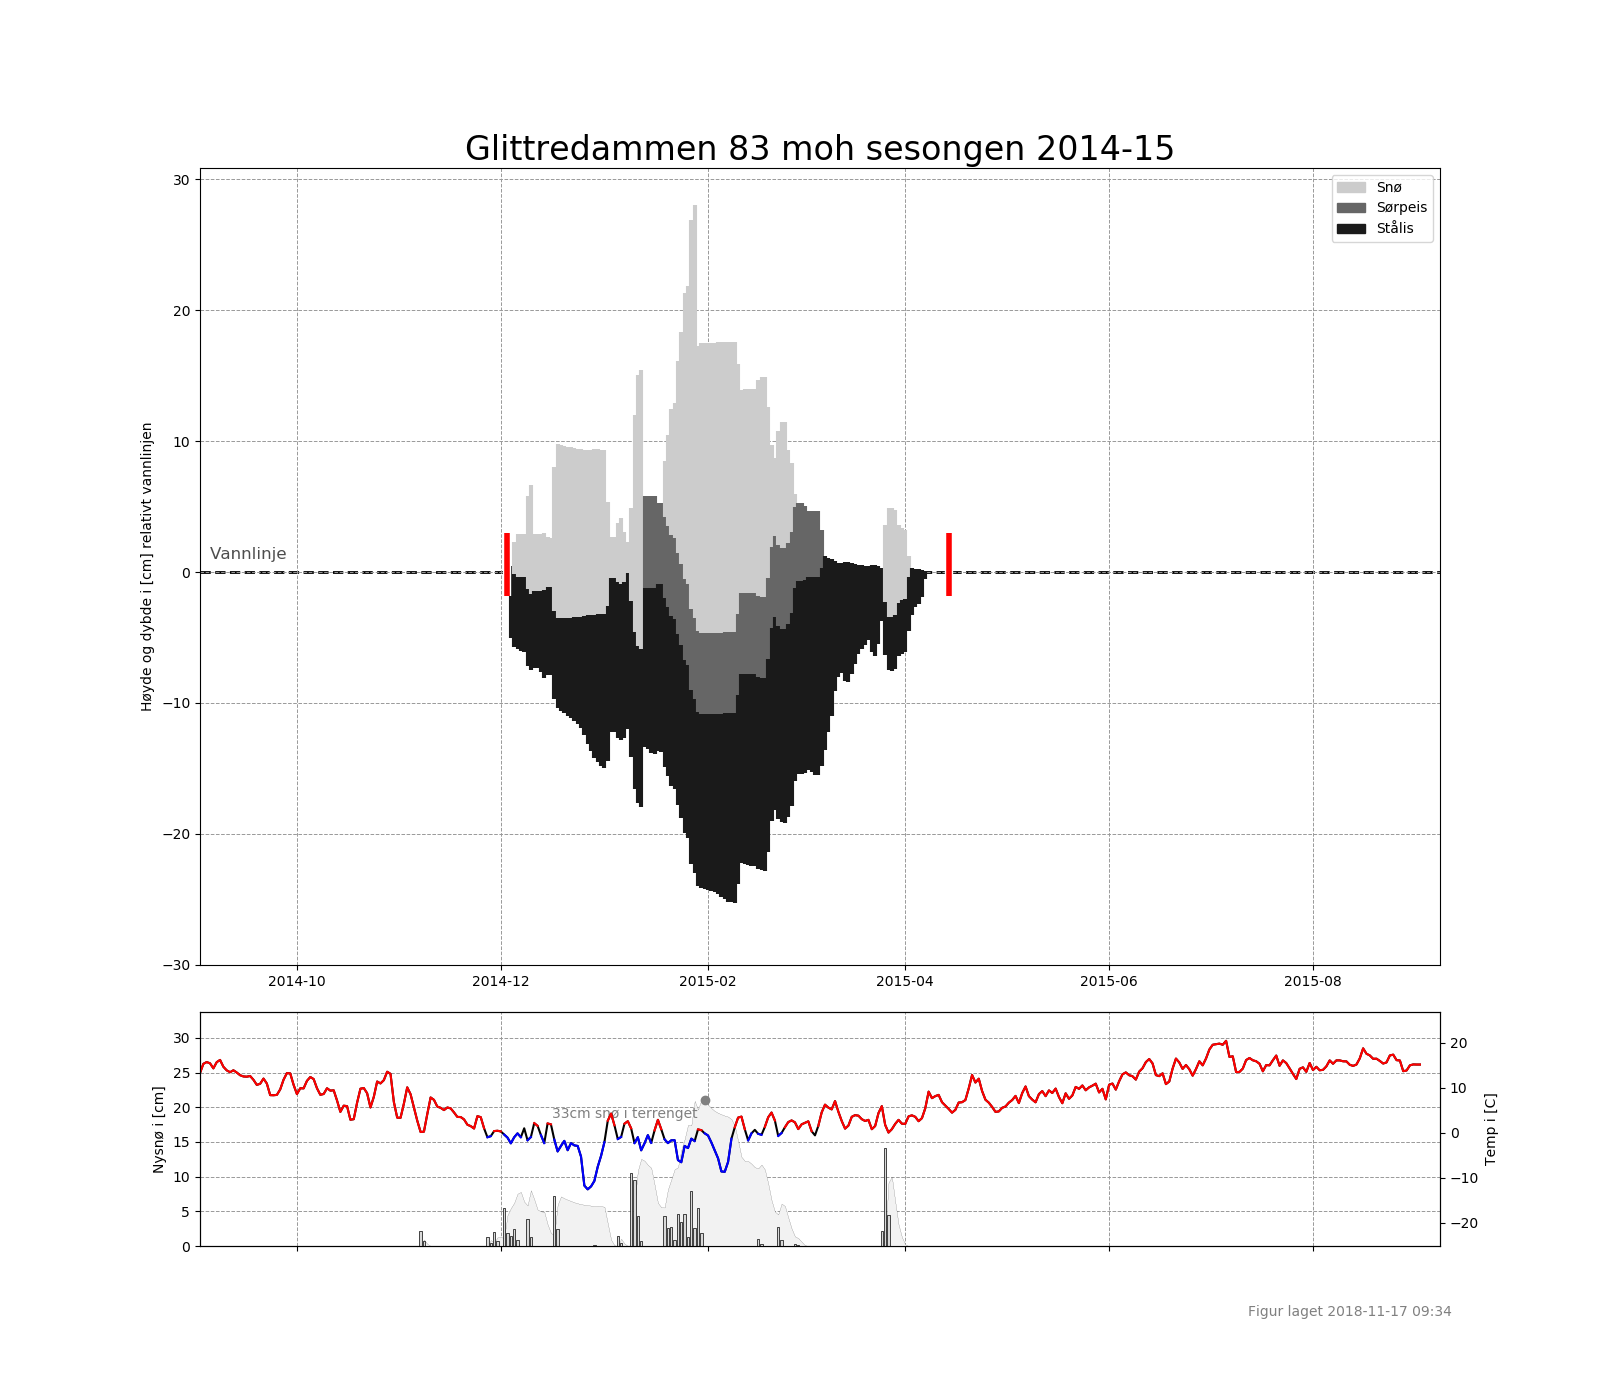 Glittredammen 83 moh sesongen 2014-15
Snø
Sørpeis
Stålis
30
20
10
0
−10
−20
−30
Høyde og dybde i [cm] relativt vannlinjen
Vannlinje
2014-10 2014-12 2015-02 2015-04 2015-06 2015-08
30
25
20
15
10
5
0
Nysnø i [cm]
33cm snø i terrenget
20
10
0
−10
−20
Temp i [C]
Figur laget 2018-11-17 09:34